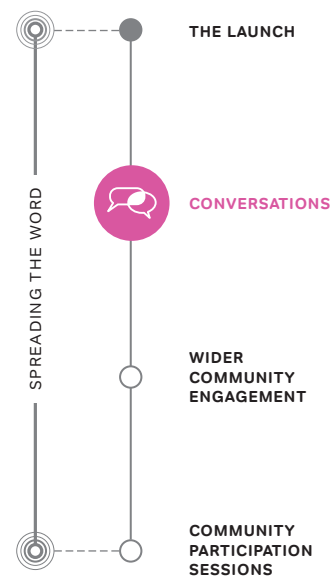 THE LAUNCH
CONVERSATIONS
SPREADING THE WORD
WIDER
COMMUNITY
ENGAGEMENT
COMMUNITY
PARTICIPATION
SESSIONS